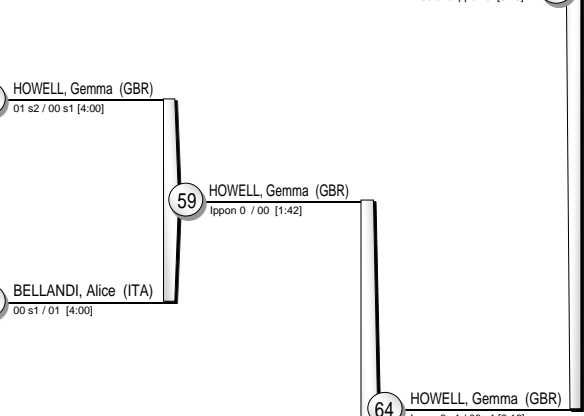 HOWELL, Gemma (GBR)
01 s2 / 00 s1 [4:00]
HOWELL, Gemma (GBR)
59
Ippon 0 / 00 [1:42]
BELLANDI, Alice (ITA)
00 s1 / 01 [4:00]
HOWELL, Gemma (GBR)
64